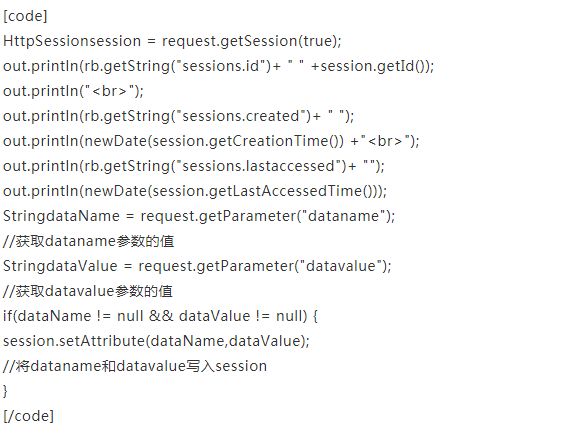 [code]
HttpSessionsession = request.getSession(true);
out.println(rb.getString("sessions.id")+ " " +session.getId());
out.println("<br>");
out.println(rb.getString("sessions.created")+ " ");
out.println(newDate(session.getCreationTime()) +"<br>");
out.println(rb.getString("sessions.lastaccessed")+ "");
out.println(newDate(session.getLastAccessedTime()));
StringdataName = request.getParameter("dataname");
//获取dataname参数的值
StringdataValue = request.getParameter("datavalue");
//获取datavalue参数的值
if(dataName != null && dataValue != null) {
session.setAttribute(dataName,dataValue);
//将dataname和datavalue写入session
}
[/code]